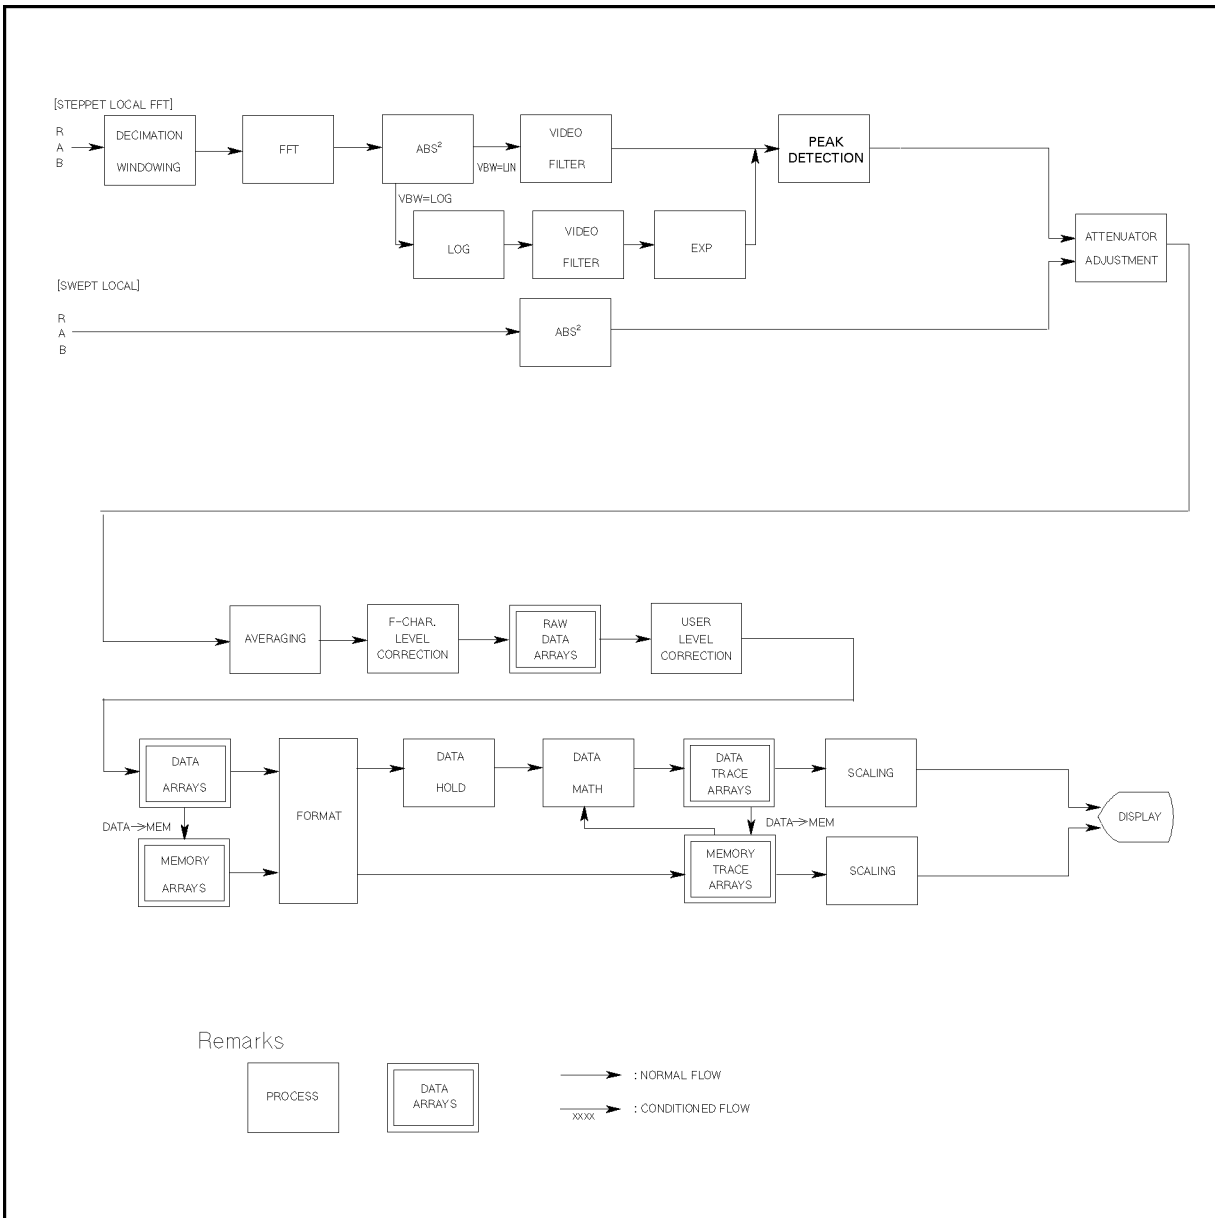 [STEPPET LOCAL FFT]
R
A
B
DECIMATION
WINDOWING
FFT
ABS²
VBW=LIN
VIDEO
FILTER
PEAK
DETECTION
VBW=LOG
LOG
VIDEO
FILTER
EXP
ATTENUATOR
ADJUSTMENT
[SWEPT LOCAL]
R
A
B
ABS²
AVERAGING
F-CHAR.
LEVEL
CORRECTION
RAW
DATA
ARRAYS
USER
LEVEL
CORRECTION
DATA
ARRAYS
FORMAT
DATA
HOLD
DATA
MATH
DATA
TRACE
ARRAYS
SCALING
DISPLAY
DATA→MEM
DATA→MEM
MEMORY
ARRAYS
MEMORY
TRACE
ARRAYS
SCALING
Remarks
PROCESS
DATA
ARRAYS
: NORMAL FLOW
XXXX
: CONDITIONED FLOW